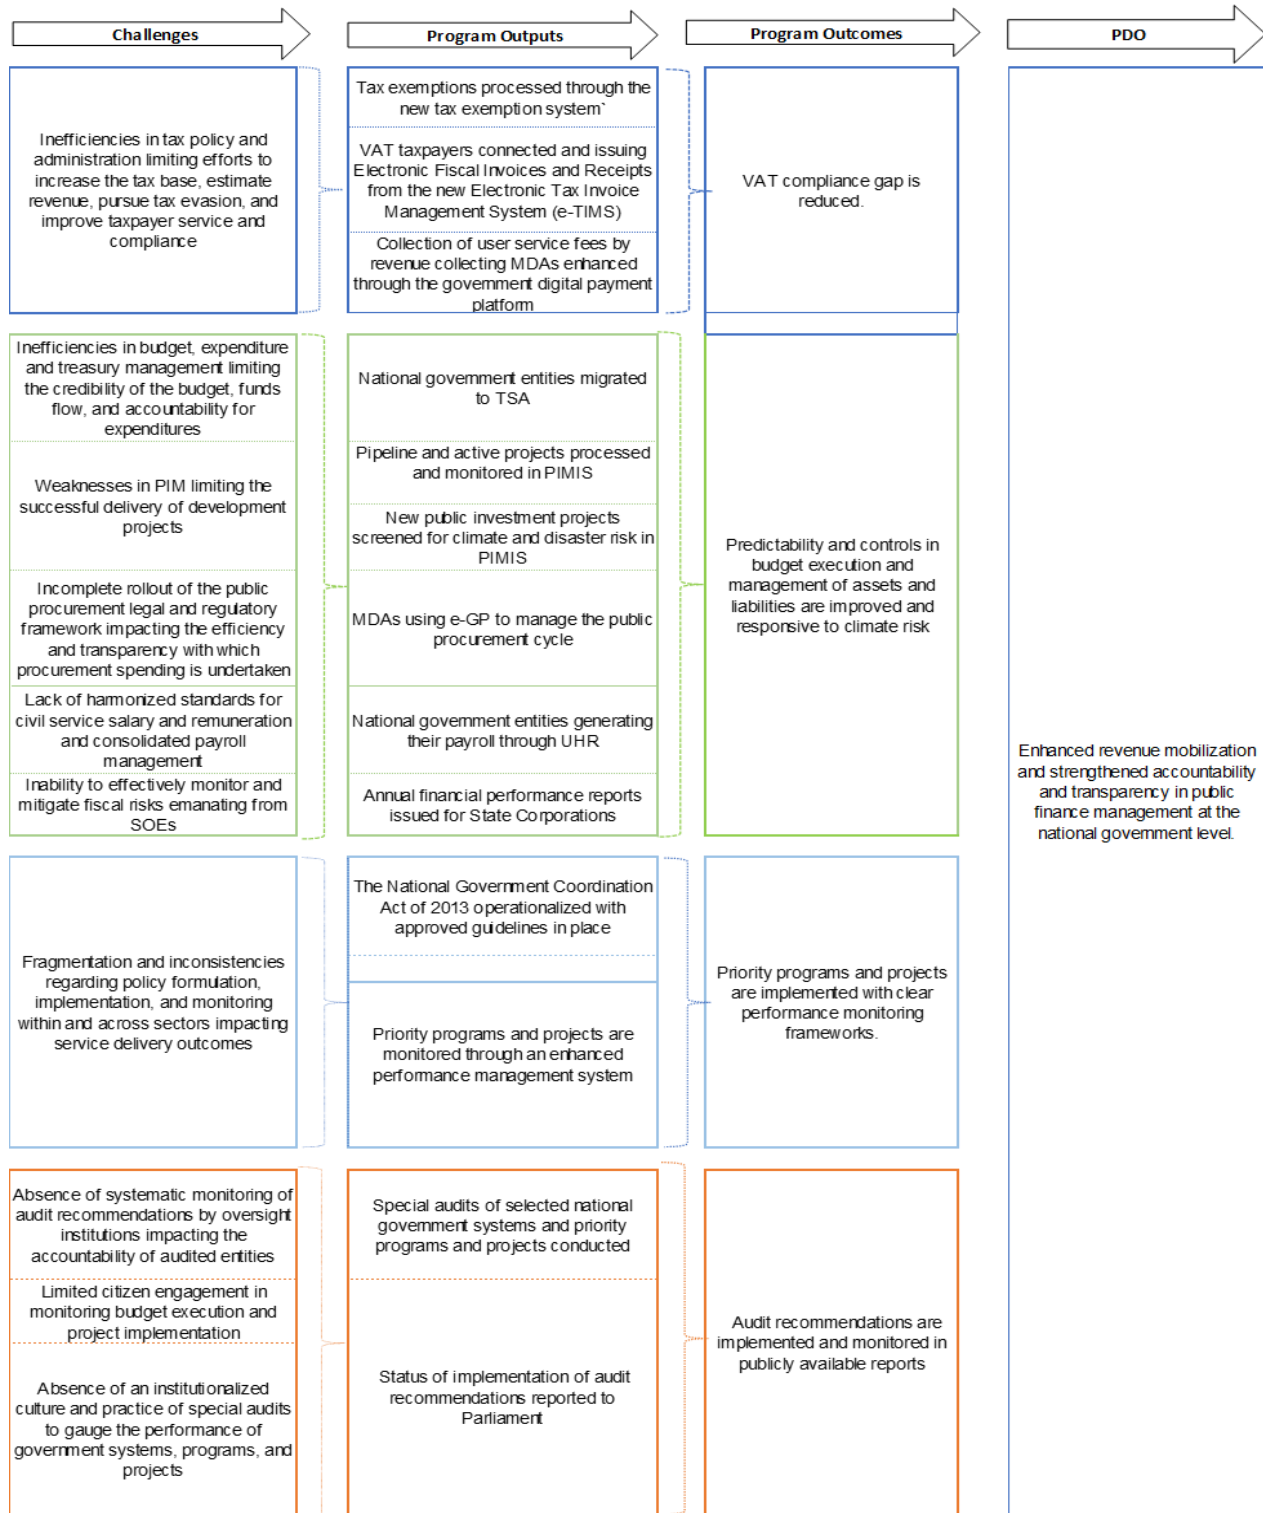 Challenges
Program Outputs
Program Outcomes
PDO
Inefficiencies in tax policy and
administration limiting efforts to
increase the tax base, estimate
revenue, pursue tax evasion, and
improve taxpayer service and
compliance
Tax exemptions processed through the
new tax exemption system`
VAT taxpayers connected and issuing
Electronic Fiscal Invoices and Receipts
from the new Electronic Tax Invoice
Management System (e-TIMS)
Collection of user service fees by
revenue collecting MDAs enhanced
through the government digital payment
platform
VAT compliance gap is
reduced.
Inefficiencies in budget, expenditure
and treasury management limiting
the credibility of the budget, funds
flow, and accountability for
expenditures
Weaknesses in PIM limiting the
successful delivery of development
projects
Incomplete rollout of the public
procurement legal and regulatory
framework impacting the efficiency
and transparency with which
procurement spending is undertaken
Lack of harmonized standards for
civil service salary and remuneration
and consolidated payroll
management
Inability to effectively monitor and
mitigate fiscal risks emanating from
SOEs
National government entities migrated
to TSA
Pipeline and active projects processed
and monitored in PIMIS
New public investment projects
screened for climate and disaster risk in
PIMIS
MDAs using e-GP to manage the public
procurement cycle
National government entities generating
their payroll through UHR
Annual financial performance reports
issued for State Corporations
Predictability and controls in
budget execution and
management of assets and
liabilities are improved and
responsive to climate risk
Fragmentation and inconsistencies
regarding policy formulation,
implementation, and monitoring
within and across sectors impacting
service delivery outcomes
The National Government Coordination
Act of 2013 operationalized with
approved guidelines in place
Priority programs and projects are
monitored through an enhanced
performance management system
Priority programs and projects
are implemented with clear
performance monitoring
frameworks.
Absence of systematic monitoring of
audit recommendations by oversight
institutions impacting the
accountability of audited entities
Limited citizen engagement in
monitoring budget execution and
project implementation
Absence of an institutionalized
culture and practice of special audits
to gauge the performance of
government systems, programs, and
projects
Special audits of selected national
government systems and priority
programs and projects conducted
Status of implementation of audit
recommendations reported to
Parliament
Audit recommendations are
implemented and monitored in
publicly available reports
Enhanced revenue mobilization
and strengthened accountability
and transparency in public
finance management at the
national government level.